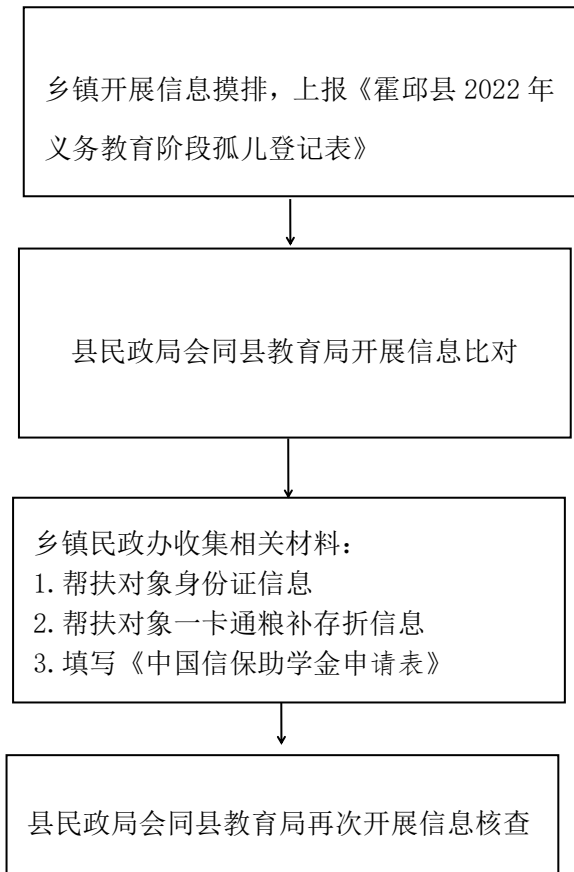 乡镇开展信息摸排，上报《霍邱县 2022 年
义务教育阶段孤儿登记表》
县民政局会同县教育局开展信息比对
乡镇民政办收集相关材料：
1.帮扶对象身份证信息
2.帮扶对象一卡通粮补存折信息
3.填写《中国信保助学金申请表》
县民政局会同县教育局再次开展信息核查